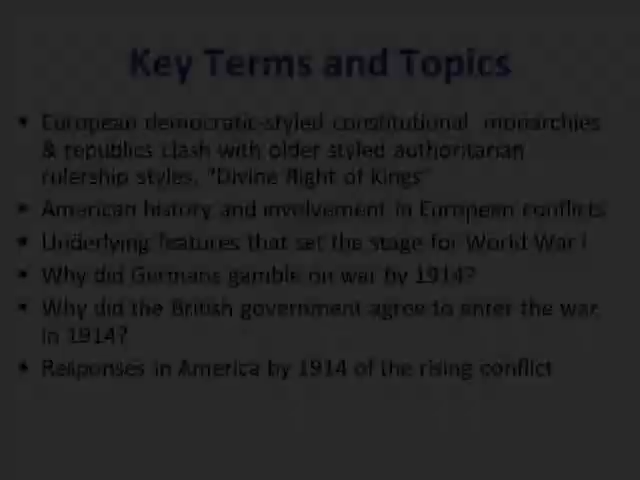 Key Terms and Topics
• European democratic-styled constitutional monarchies
& republics clash with older styled authoritarian
rulership styles, "Divine Right of Kings"
• American history and involvement in European conflicts
• Underlying features that set the stage for World War I
• Why did Germans gamble on war by 1914?
• Why did the British government agree to enter the war
in 1914?
• Responses in America by 1914 of the rising conflict